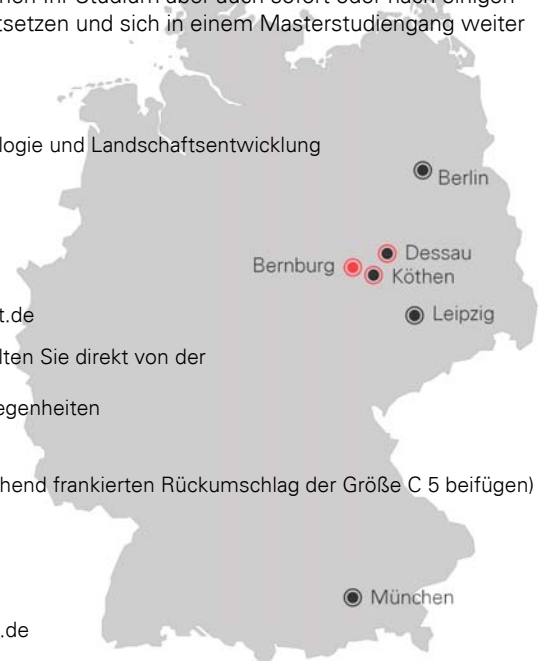 nen Ihr Studium aber auch sofort oder nach einigen
tsetzen und sich in einem Masterstudiengang weiter
logie und Landschaftsentwicklung
Berlin
Dessau
Bernburg
Köthen
t.de
Leipzig
lten Sie direkt von der
egenheiten
hend frankierten Rückumschlag der Größe C 5 beifügen)
München
.de